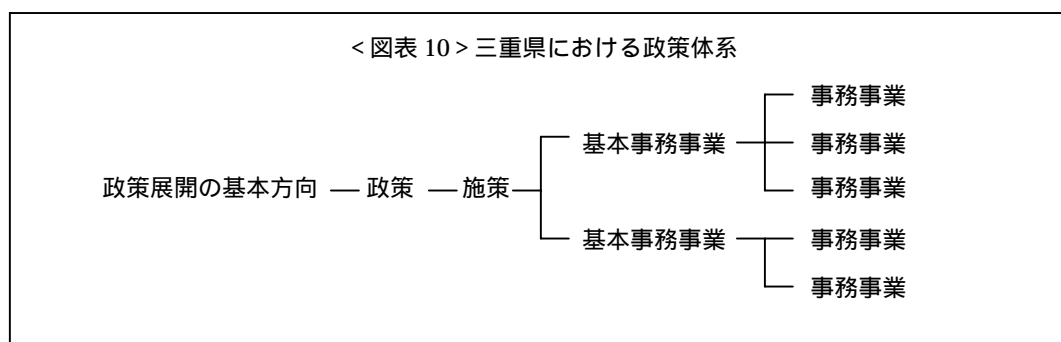 <図表 10>三重県における政策体系
事務事業
基本事務事業
事務事業
政策展開の基本方向
政策
施策
事務事業
基本事務事業
事務事業
事務事業